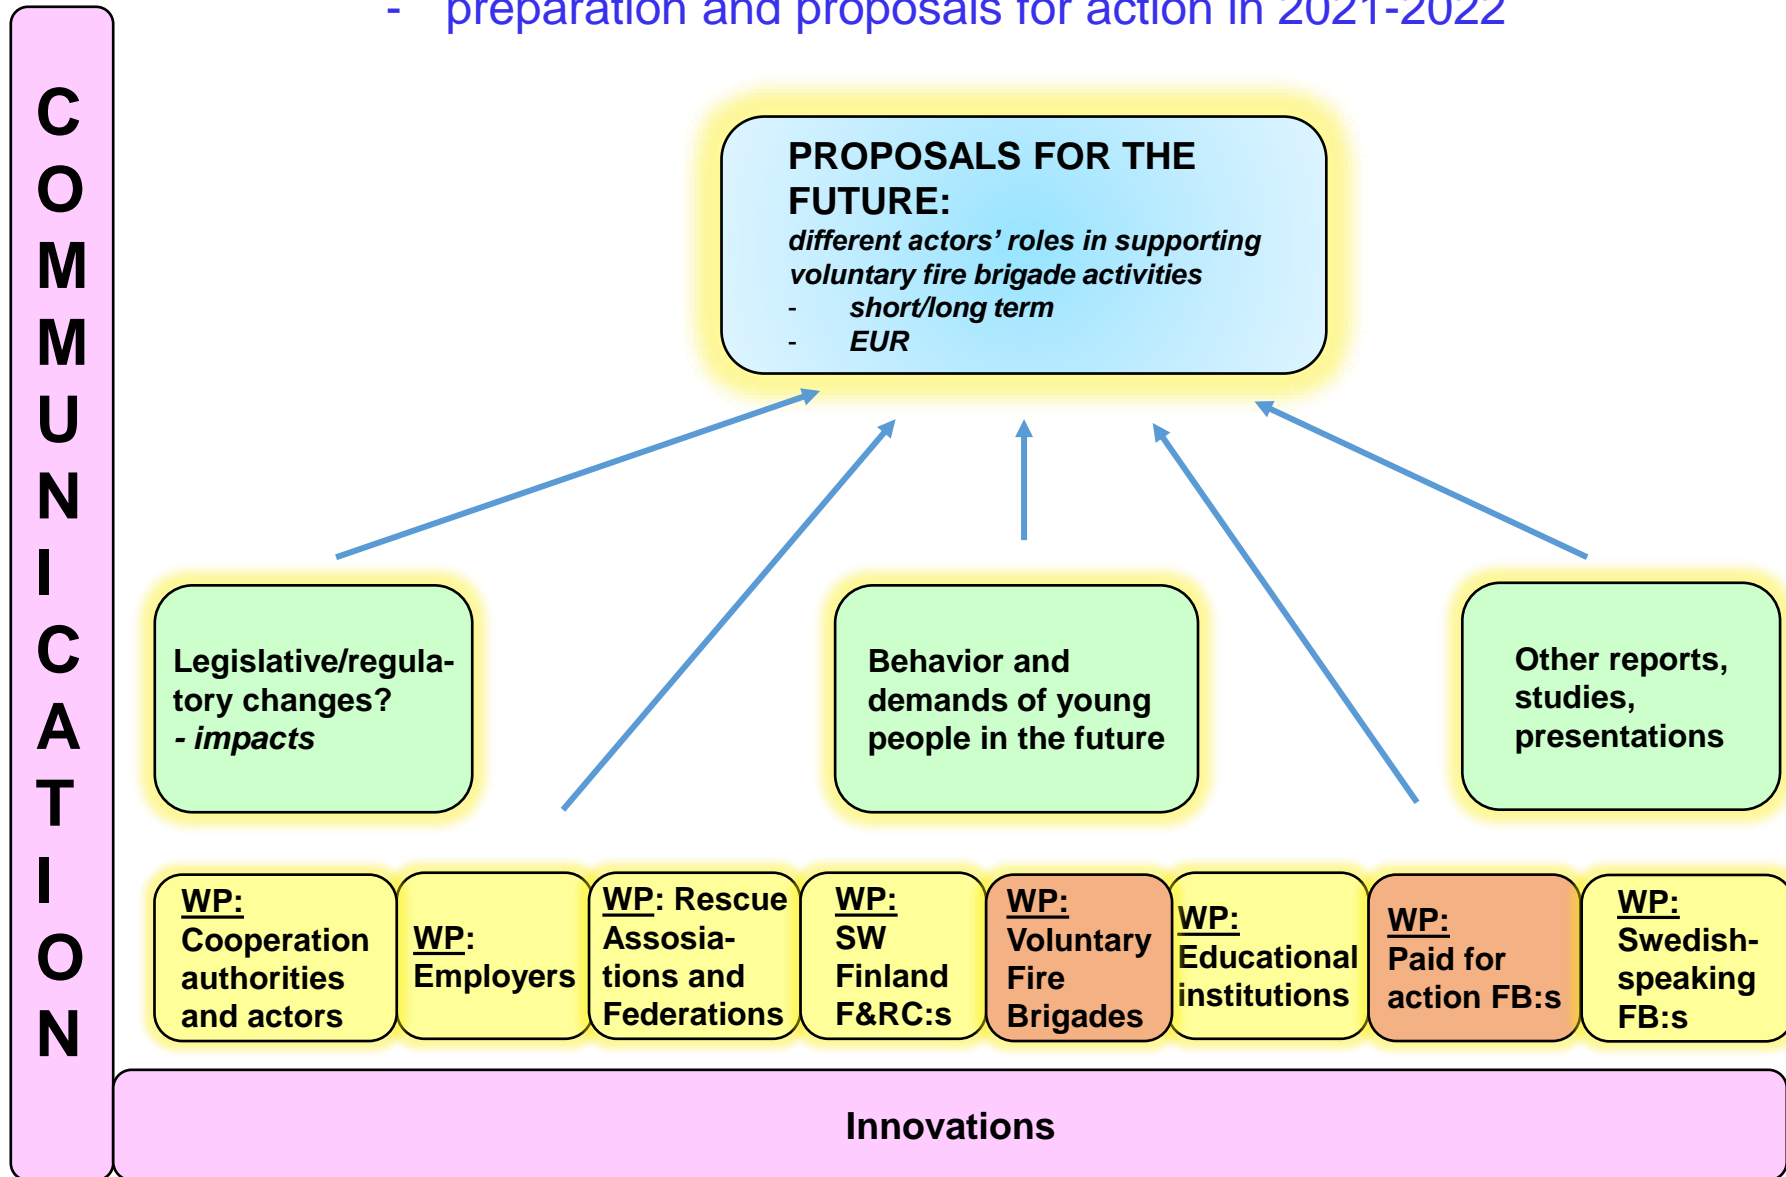 - preparation and proposals for action in 2021-2022
COMMUNICATION
PROPOSALS FOR THE
FUTURE:
different actors’ roles in supporting
voluntary fire brigade activities
- short/long term
- EUR
Legislative/regula-
tory changes?
- impacts
Behavior and
demands of young
people in the future
Other reports,
studies,
presentations
WP:
Cooperation
authorities
and actors
WP:
Employers
WP: Rescue
Assosia-
tions and
Federations
WP:
SW
Finland
F&RC:s
WP:
Voluntary
Fire
Brigades
WP:
Educational
institutions
WP:
Paid for
action FB:s
WP:
Swedish-
speaking
FB:s
Innovations